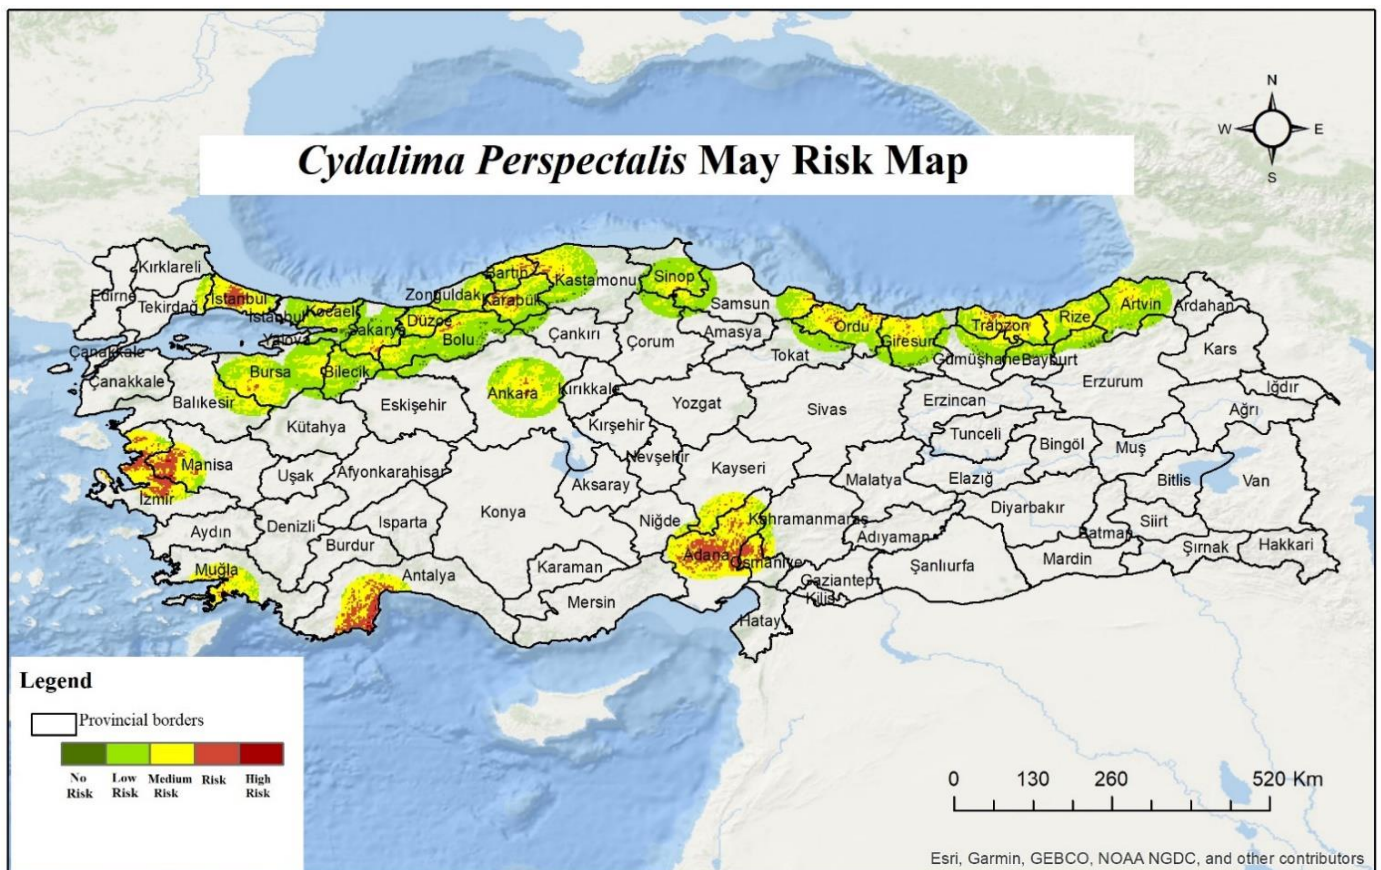 N
W E
S
Cydalima Perspectalis May Risk Map
Kırklareli
Edirne
Tekirdağ
İstanbul
İstanbul
Kocaeli
Yalova
Sakarya
Düzce
Zonguldak
Bartın
Karabük
Kastamonu
Sinop
Samsun
Bolu
Çankırı
Çorum
Amasya
Tokat
Ordu
Giresun
Trabzon
Rize
Artvin
Ardahan
Gümüşhane
Bayburt
Kars
Erzurum
Iğdır
Ağrı
Çanakkale
Çanakkale
Balıkesir
Bursa
Bilecik
Eskişehir
Kütahya
Ankara
Kırıkkale
Kırşehir
Yozgat
Sivas
Erzincan
Tunceli
Bingöl
Muş
Manisa
Uşak
Afyonkarahisar
Nevşehir
Aksaray
Kayseri
Malatya
Elazığ
Bitlis
Van
İzmir
Aydın
Denizli
Isparta
Burdur
Konya
Niğde
Kahramanmaraş
Adıyaman
Diyarbakır
Batman
Siirt
Şırnak
Hakkari
Muğla
Antalya
Karaman
Mersin
Adana
Osmaniye
Gaziantep
Kilis
Hatay
Şanlıurfa
Mardin
Legend
Provincial borders
No Risk
Low Risk
Medium Risk
Risk
High Risk
0 130 260 520 Km
Esri, Garmin, GEBCO, NOAA NGDC, and other contributors